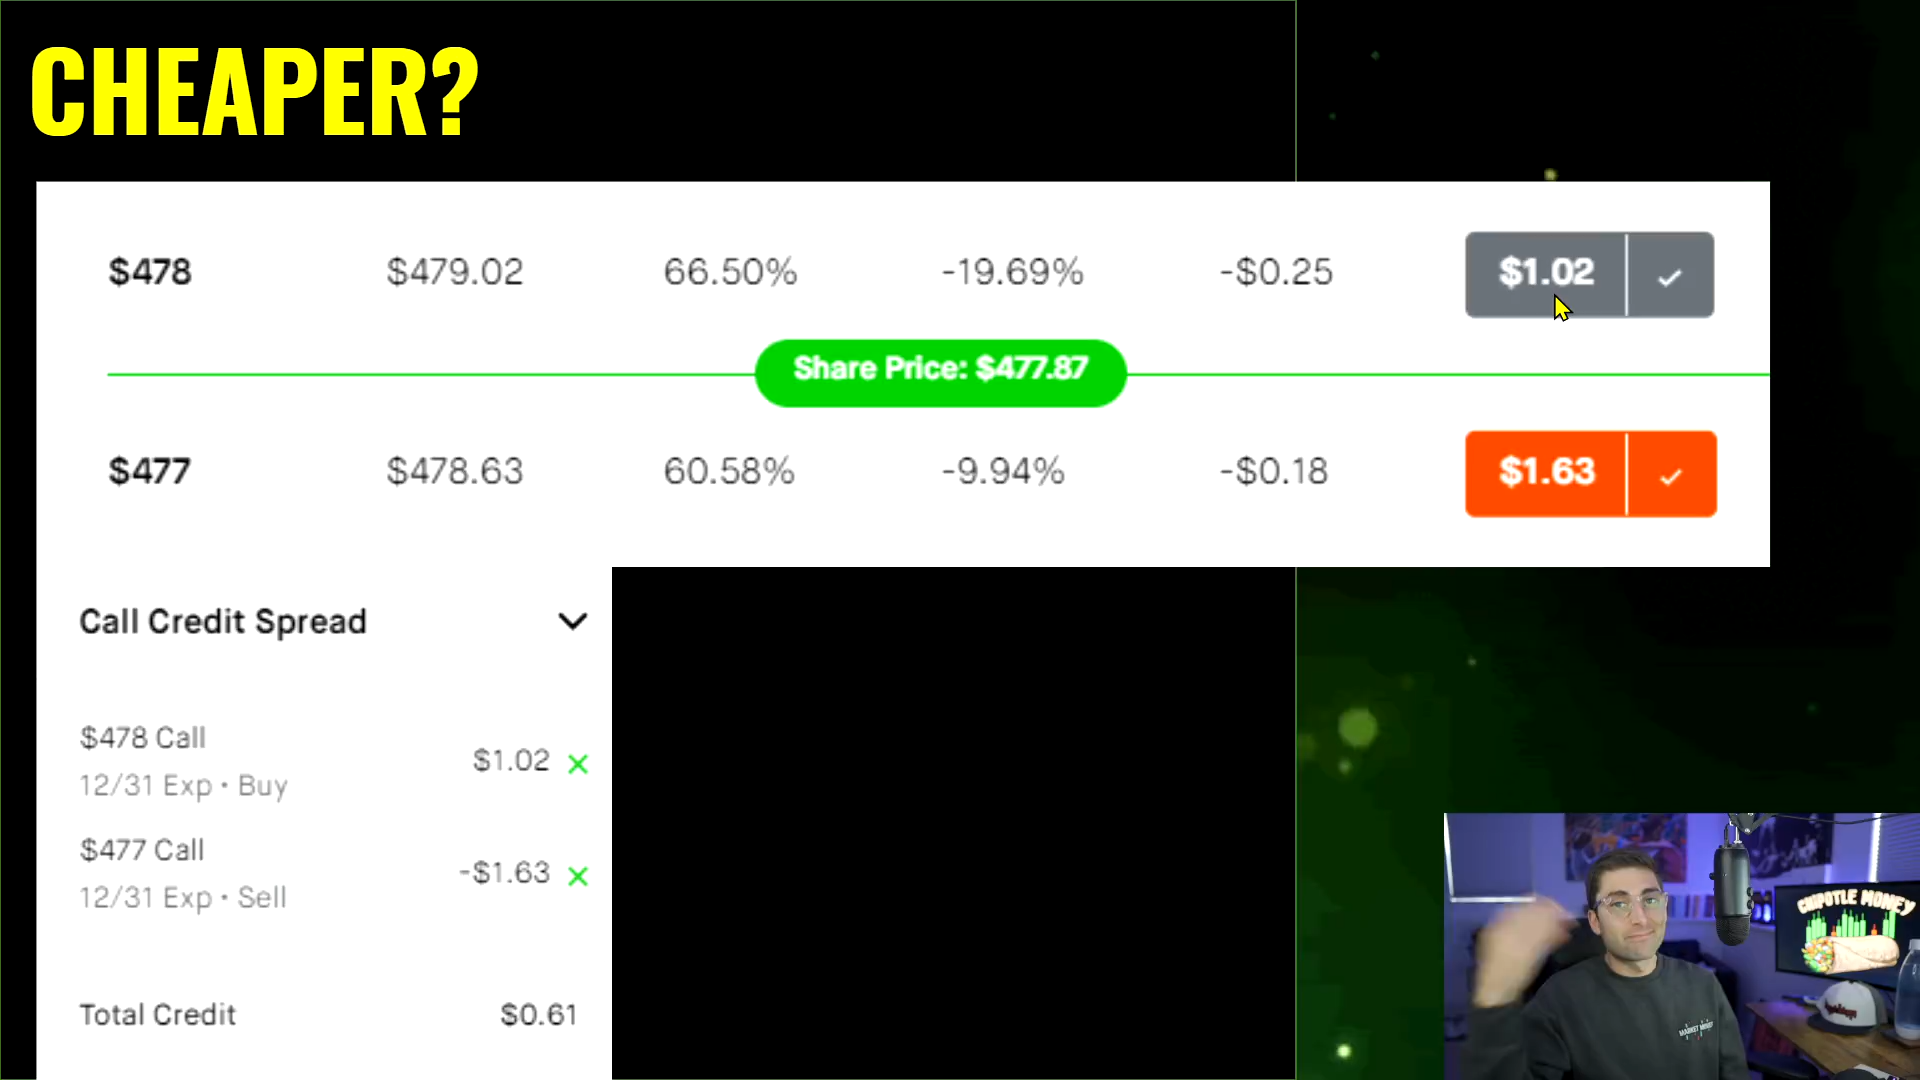 CHEAPER?
$478 $479.02 66.50% -19.69% -$0.25 $1.02
Share Price: $477.87
$477 $478.63 60.58% -9.94% -$0.18 $1.63
Call Credit Spread
$478 Call
$1.02
12/31 Exp • Buy
$477 Call
-$1.63
12/31 Exp • Sell
Total Credit $0.61
CHIPOTLE MONEY